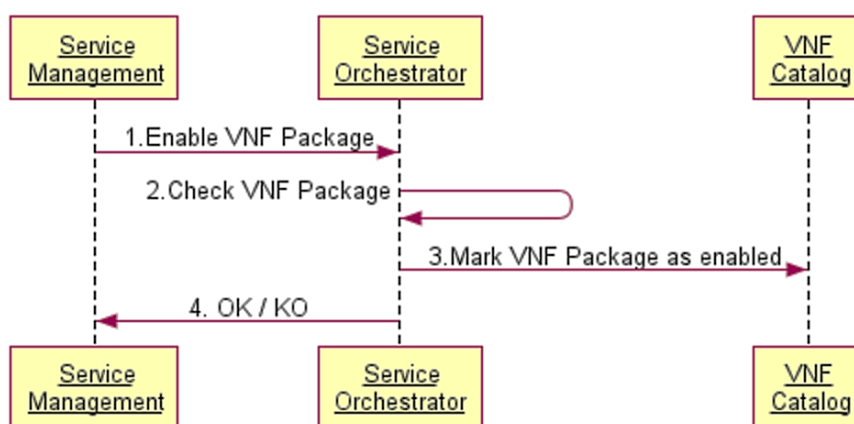 Service
Management
Service
Orchestrator
VNF
Catalog
1.Enable VNF Package
2.Check VNF Package
3.Mark VNF Package as enabled
4. OK / KO
Service
Management
Service
Orchestrator
VNF
Catalog